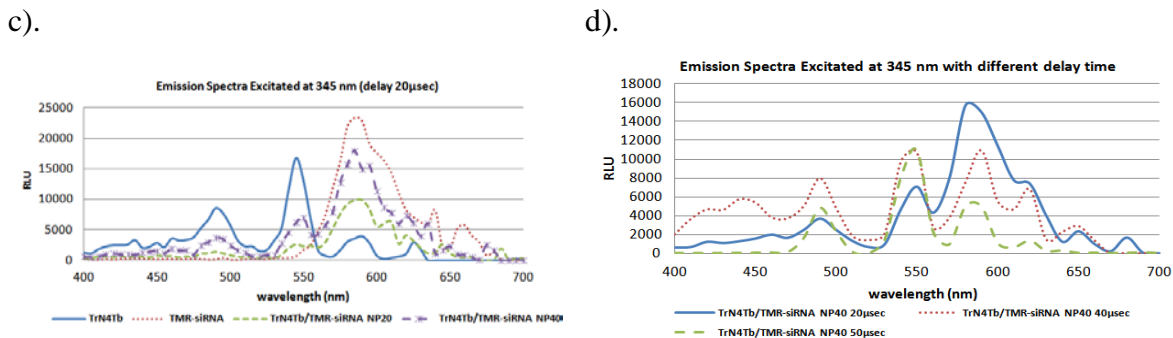 c).
d).
Emission Spectra Excitated at 345 nm (delay 20µsec)
25000
20000
15000
10000
5000
0
RLU
400 450 500 550 600 650 700
wavelength (nm)
TrN4Tb TMR-siRNA TrN4Tb/TMR-siRNA NP20 TrN4Tb/TMR-siRNA NP40
Emission Spectra Excitated at 345 nm with different delay time
18000
16000
14000
12000
10000
8000
6000
4000
2000
0
RLU
400 450 500 550 600 650 700
wavelength (nm)
TrN4Tb/TMR-siRNA NP40 20µsec TrN4Tb/TMR-siRNA NP40 40µsec
TrN4Tb/TMR-siRNA NP40 50µsec